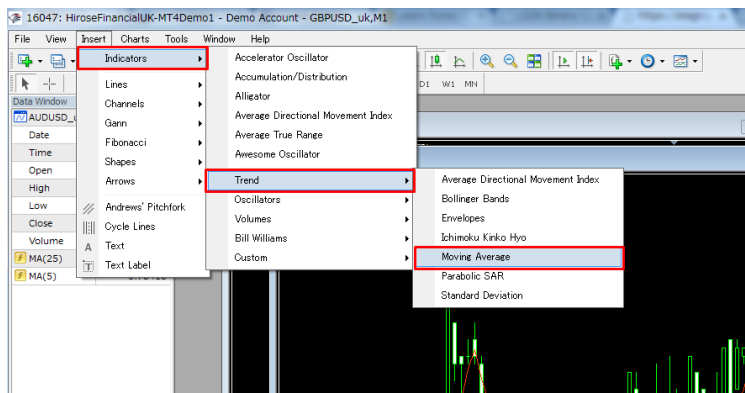 16047: HiroseFinancialUK-MT4Demo1 - Demo Account - GBPUSD_uk,M1
File View Insert Charts Tools Window Help
D1 W1 MN
Indicators
Lines
Channels
Gann
Fibonacci
Shapes
Arrows
Andrews' Pitchfork
Cycle Lines
A Text
T Text Label
Accelerator Oscillator
Accumulation/Distribution
Alligator
Average Directional Movement Index
Average True Range
Awesome Oscillator
Trend
Oscillators
Volumes
Bill Williams
Custom
Average Directional Movement Index
Bollinger Bands
Envelopes
Ichimoku Kinko Hyo
Moving Average
Parabolic SAR
Standard Deviation
Data Window
AUDUSD_u
Date
Time
Open
High
Low
Close
Volume
MA(25)
MA(5)